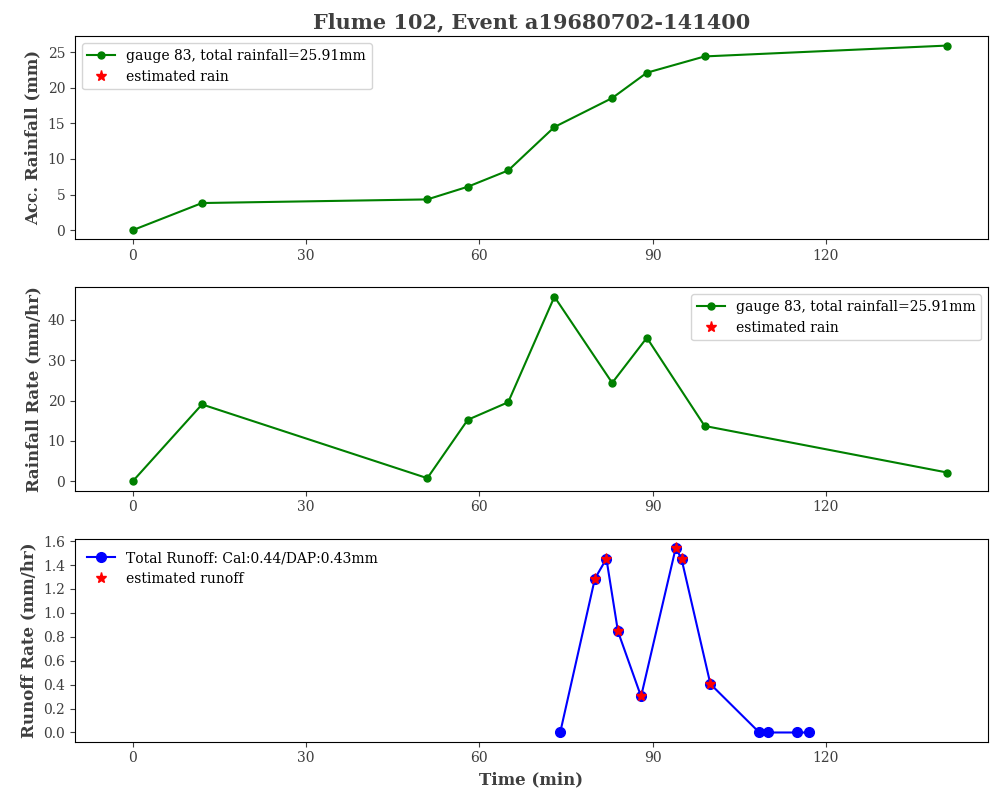 Flume 102, Event a19680702-141400
Acc. Rainfall (mm)
25
20
15
10
5
0
gauge 83, total rainfall=25.91mm
estimated rain
0 30 60 90 120
Rainfall Rate (mm/hr)
40
30
20
10
0
gauge 83, total rainfall=25.91mm
estimated rain
0 30 60 90 120
Runoff Rate (mm/hr)
1.6
1.4
1.2
1.0
0.8
0.6
0.4
0.2
0.0
Total Runoff: Cal:0.44/DAP:0.43mm
estimated runoff
0 30 60 90 120
Time (min)